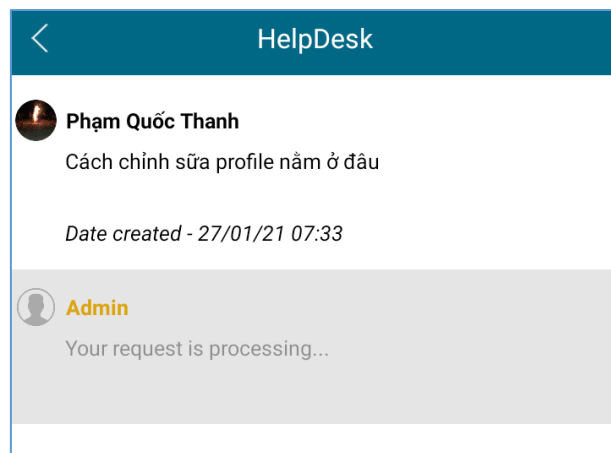 HelpDesk
Phạm Quốc Thanh
Cách chỉnh sữa profile nằm ở đâu
Date created - 27/01/21 07:33
Admin
Your request is processing...